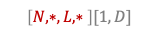 [N,*,L,* ][1, D]